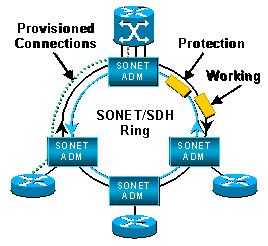 Provisioned
Connections
Protection
Working
SONET
ADM
SONET/SDH
Ring
SONET
ADM
SONET
ADM
SONET
ADM